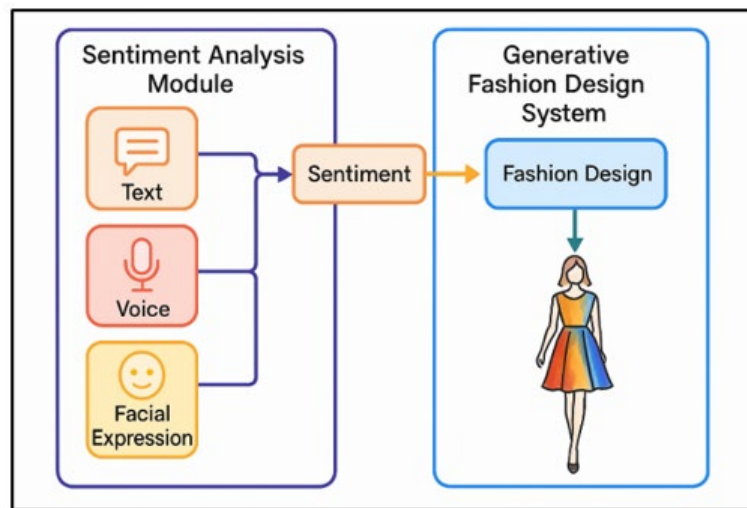 Sentiment Analysis
Module
Text
Voice
Facial
Expression
Sentiment
Generative
Fashion Design
System
Fashion Design